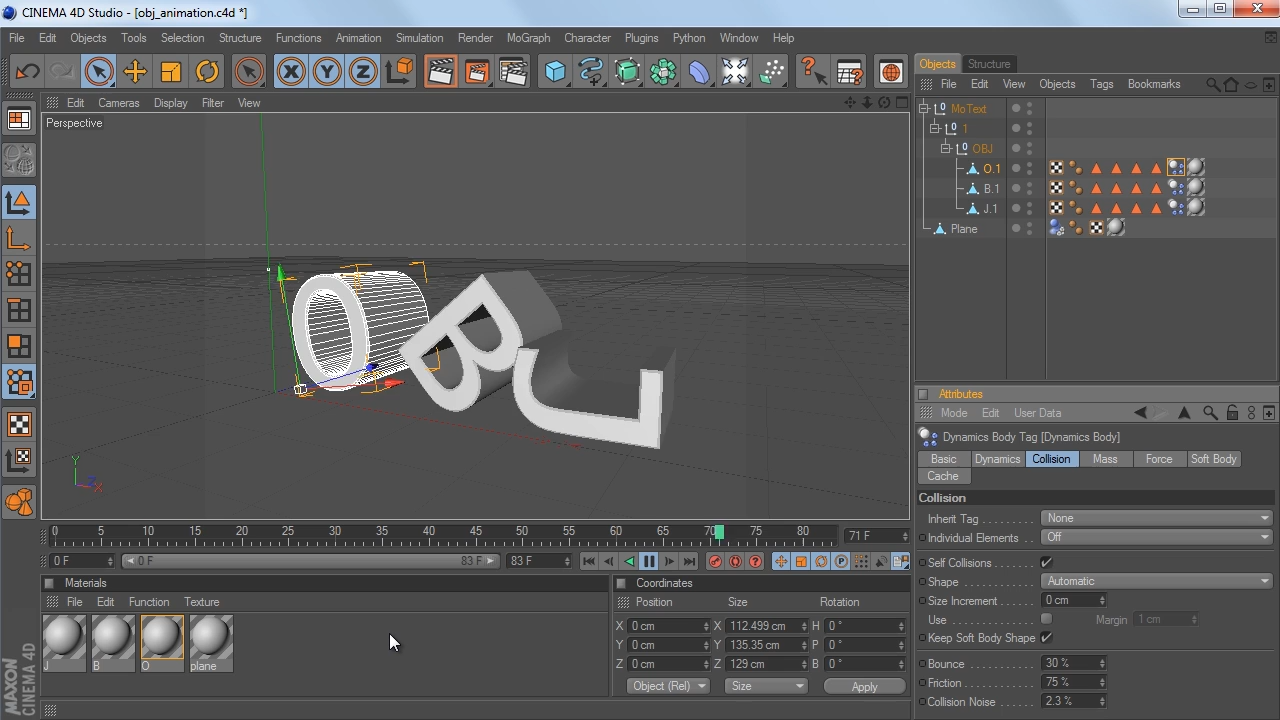 CINEMA 4D Studio - [obj_animation.c4d *]
File Edit Objects Tools Selection Structure Functions Animation Simulation Render MoGraph Character Plugins Python Window Help
X Y Z
Objects Structure
File Edit View Objects Tags Bookmarks
Edit Cameras Display Filter View
Perspective
MoText
1
OBJ
O.1
B.1
J.1
Plane
O B J
Y Z X
Attributes
Mode Edit User Data
Dynamics Body Tag [Dynamics Body]
Basic Dynamics Collision Mass Force Soft Body
Cache
Collision
Inherit Tag . . . . . . . . None
Individual Elements . . Off
Self Collisions . . . . . .
Shape . . . . . . . . . . . . Automatic
Size Increment . . . . . 0 cm
Use . . . . . . . . . . . . . . Margin 1 cm
Keep Soft Body Shape
Bounce . . . . . . . . . . . 30 %
Friction . . . . . . . . . . . 75 %
Collision Noise . . . . . 2.3 %
0 5 10 15 20 25 30 35 40 45 50 55 60 65 70 75 80 71 F
0 F 0 F 83 F 83 F
Materials
File Edit Function Texture
J B O plane
Coordinates
Position Size Rotation
X 0 cm X 112.499 cm H 0 °
Y 0 cm Y 135.35 cm P 0 °
Z 0 cm Z 129 cm B 0 °
Object (Rel) Size Apply
MAXON
CINEMA 4D